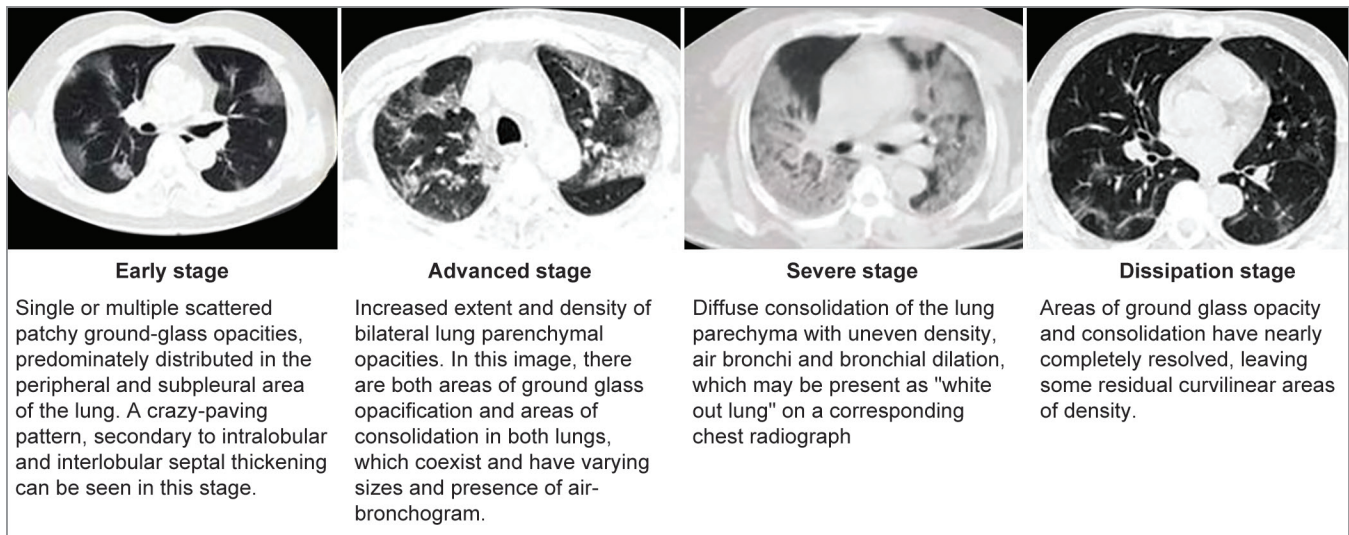 Early stage
Single or multiple scattered
patchy ground-glass opacities,
predominately distributed in the
peripheral and subpleural area
of the lung. A crazy-paving
pattern, secondary to intralobular
and interlobular septal thickening
can be seen in this stage.
Advanced stage
Increased extent and density of
bilateral lung parenchymal
opacities. In this image, there
are both areas of ground glass
opacification and areas of
consolidation in both lungs,
which coexist and have varying
sizes and presence of air-
bronchogram.
Severe stage
Diffuse consolidation of the lung
parechyma with uneven density,
air bronchi and bronchial dilation,
which may be present as "white
out lung" on a corresponding
chest radiograph
Dissipation stage
Areas of ground glass opacity
and consolidation have nearly
completely resolved, leaving
some residual curvilinear areas
of density.